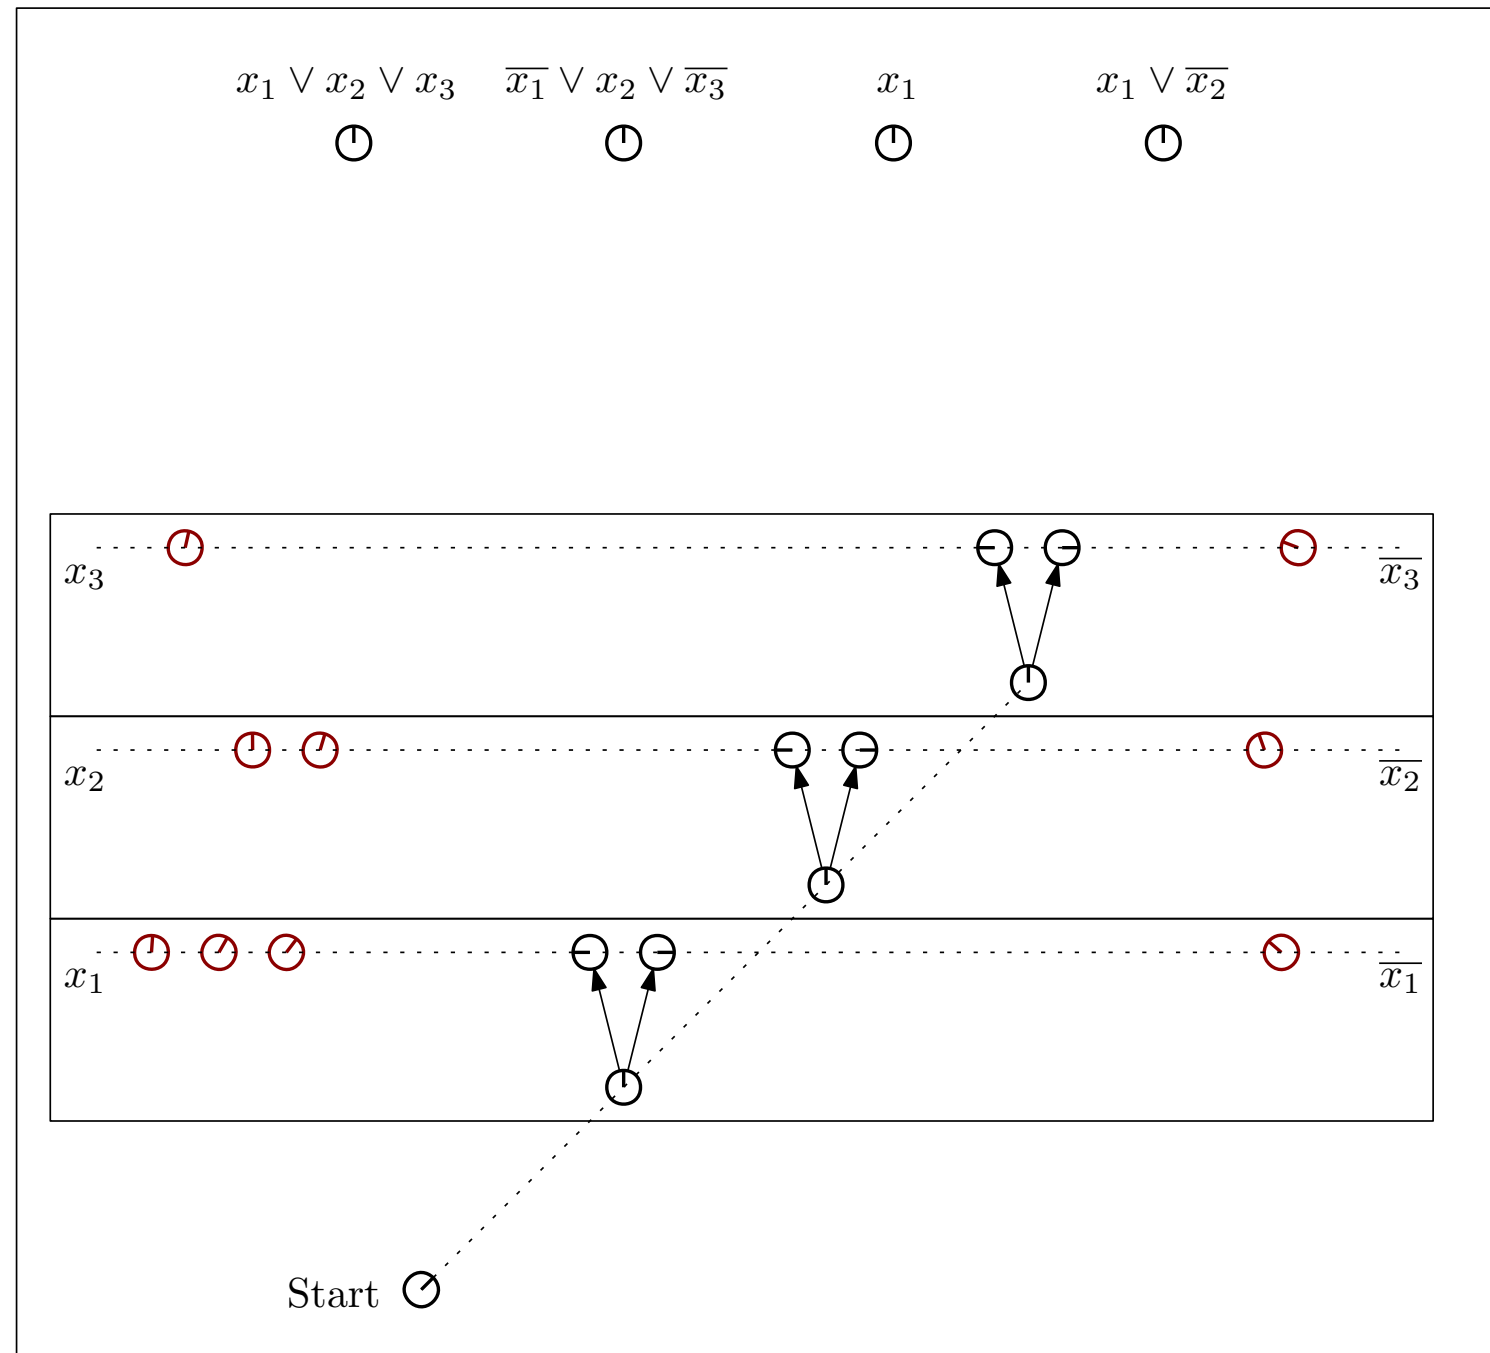 x₁ ∨ x₂ ∨ x₃ x̅₁ ∨ x₂ ∨ x̅₃ x₁ x₁ ∨ x̅₂
x₃ x̅₃
x₂ x̅₂
x₁ x̅₁
Start